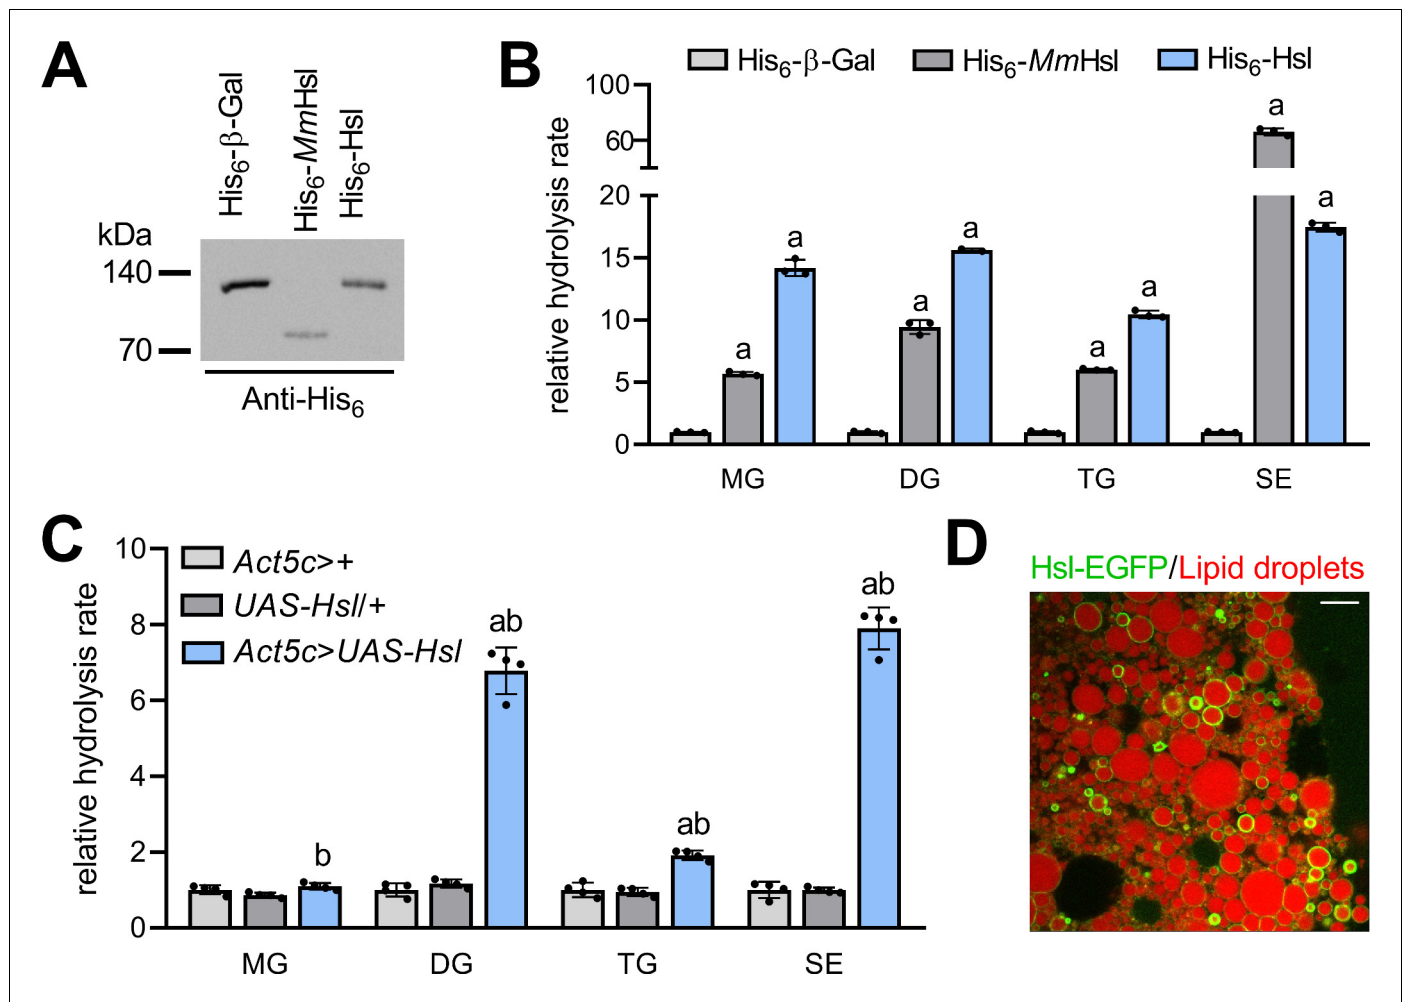 A
His6-β-Gal
His6-MmHsl
His6-Hsl
kDa
140
70
Anti-His6
B
His6-β-Gal His6-MmHsl His6-Hsl
relative hydrolysis rate
100
60
20
15
10
5
0
a a a a a a a a
MG DG TG SE
C
Act5c>+
UAS-Hsl/+
Act5c>UAS-Hsl
relative hydrolysis rate
10
8
6
4
2
0
b ab ab ab
MG DG TG SE
D
Hsl-EGFP/Lipid droplets